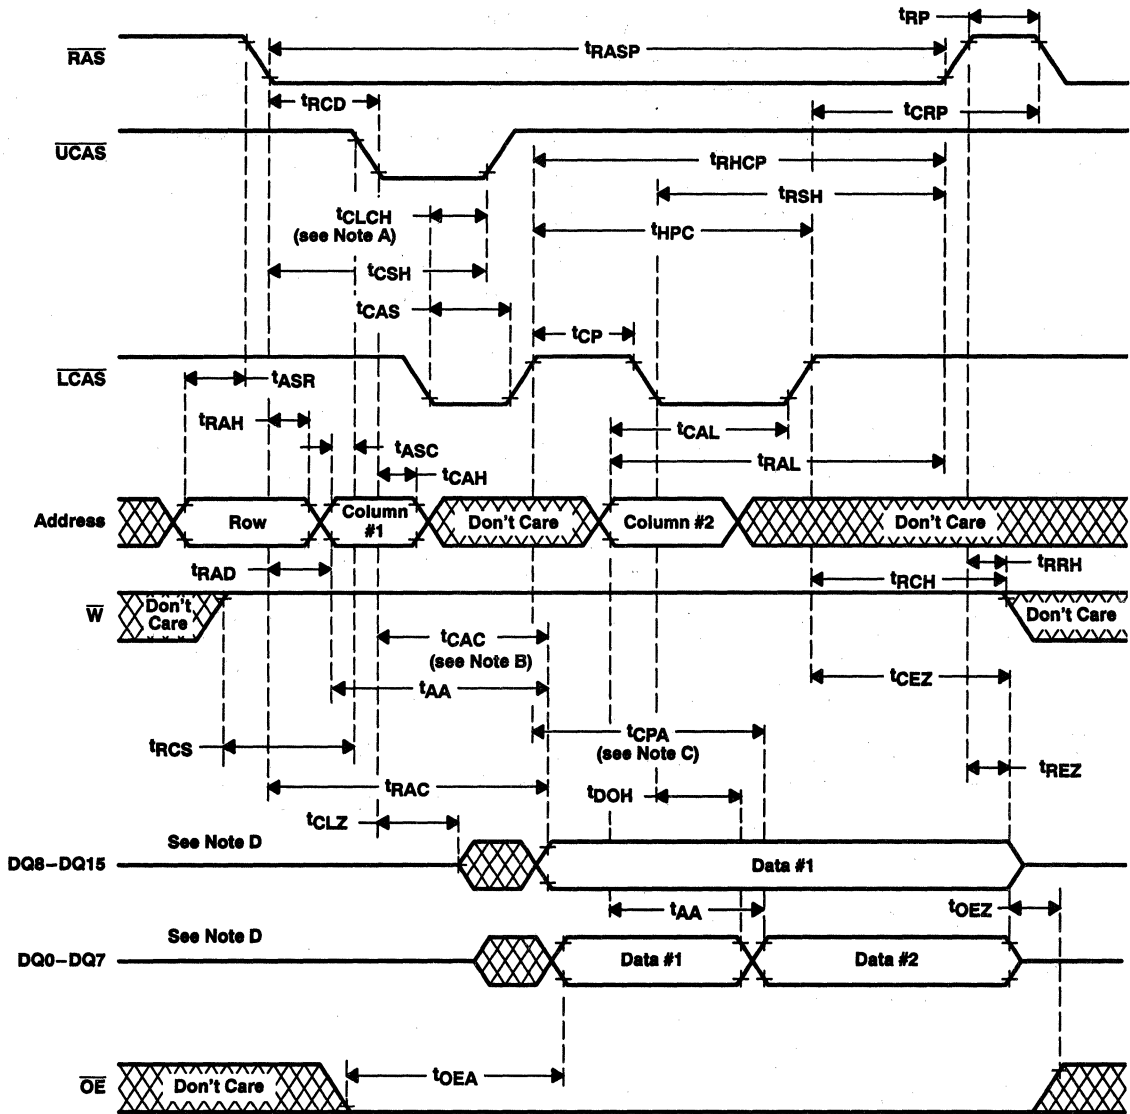 tRP
RAS
tRASP
tRCD
tCRP
UCAS
tRHCP
tRSH
tCLCH
(see Note A)
tHPC
tCSH
tCAS
tCP
LCAS
tASR
tRAH
tCAL
tASC
tRAL
tCAH
Address
Row
Column
#1
Don't Care
Column #2
Don't Care
tRAD
tRRH
tRCH
W
Don't
Care
Don't Care
tCAC
(see Note B)
tCEZ
tAA
tCPA
(see Note C)
tRCS
tREZ
tRAC
tDOH
tCLZ
See Note D
DQ8–DQ15
Data #1
tAA
tOEZ
See Note D
DQ0–DQ7
Data #1
Data #2
tOEA
OE
Don't Care